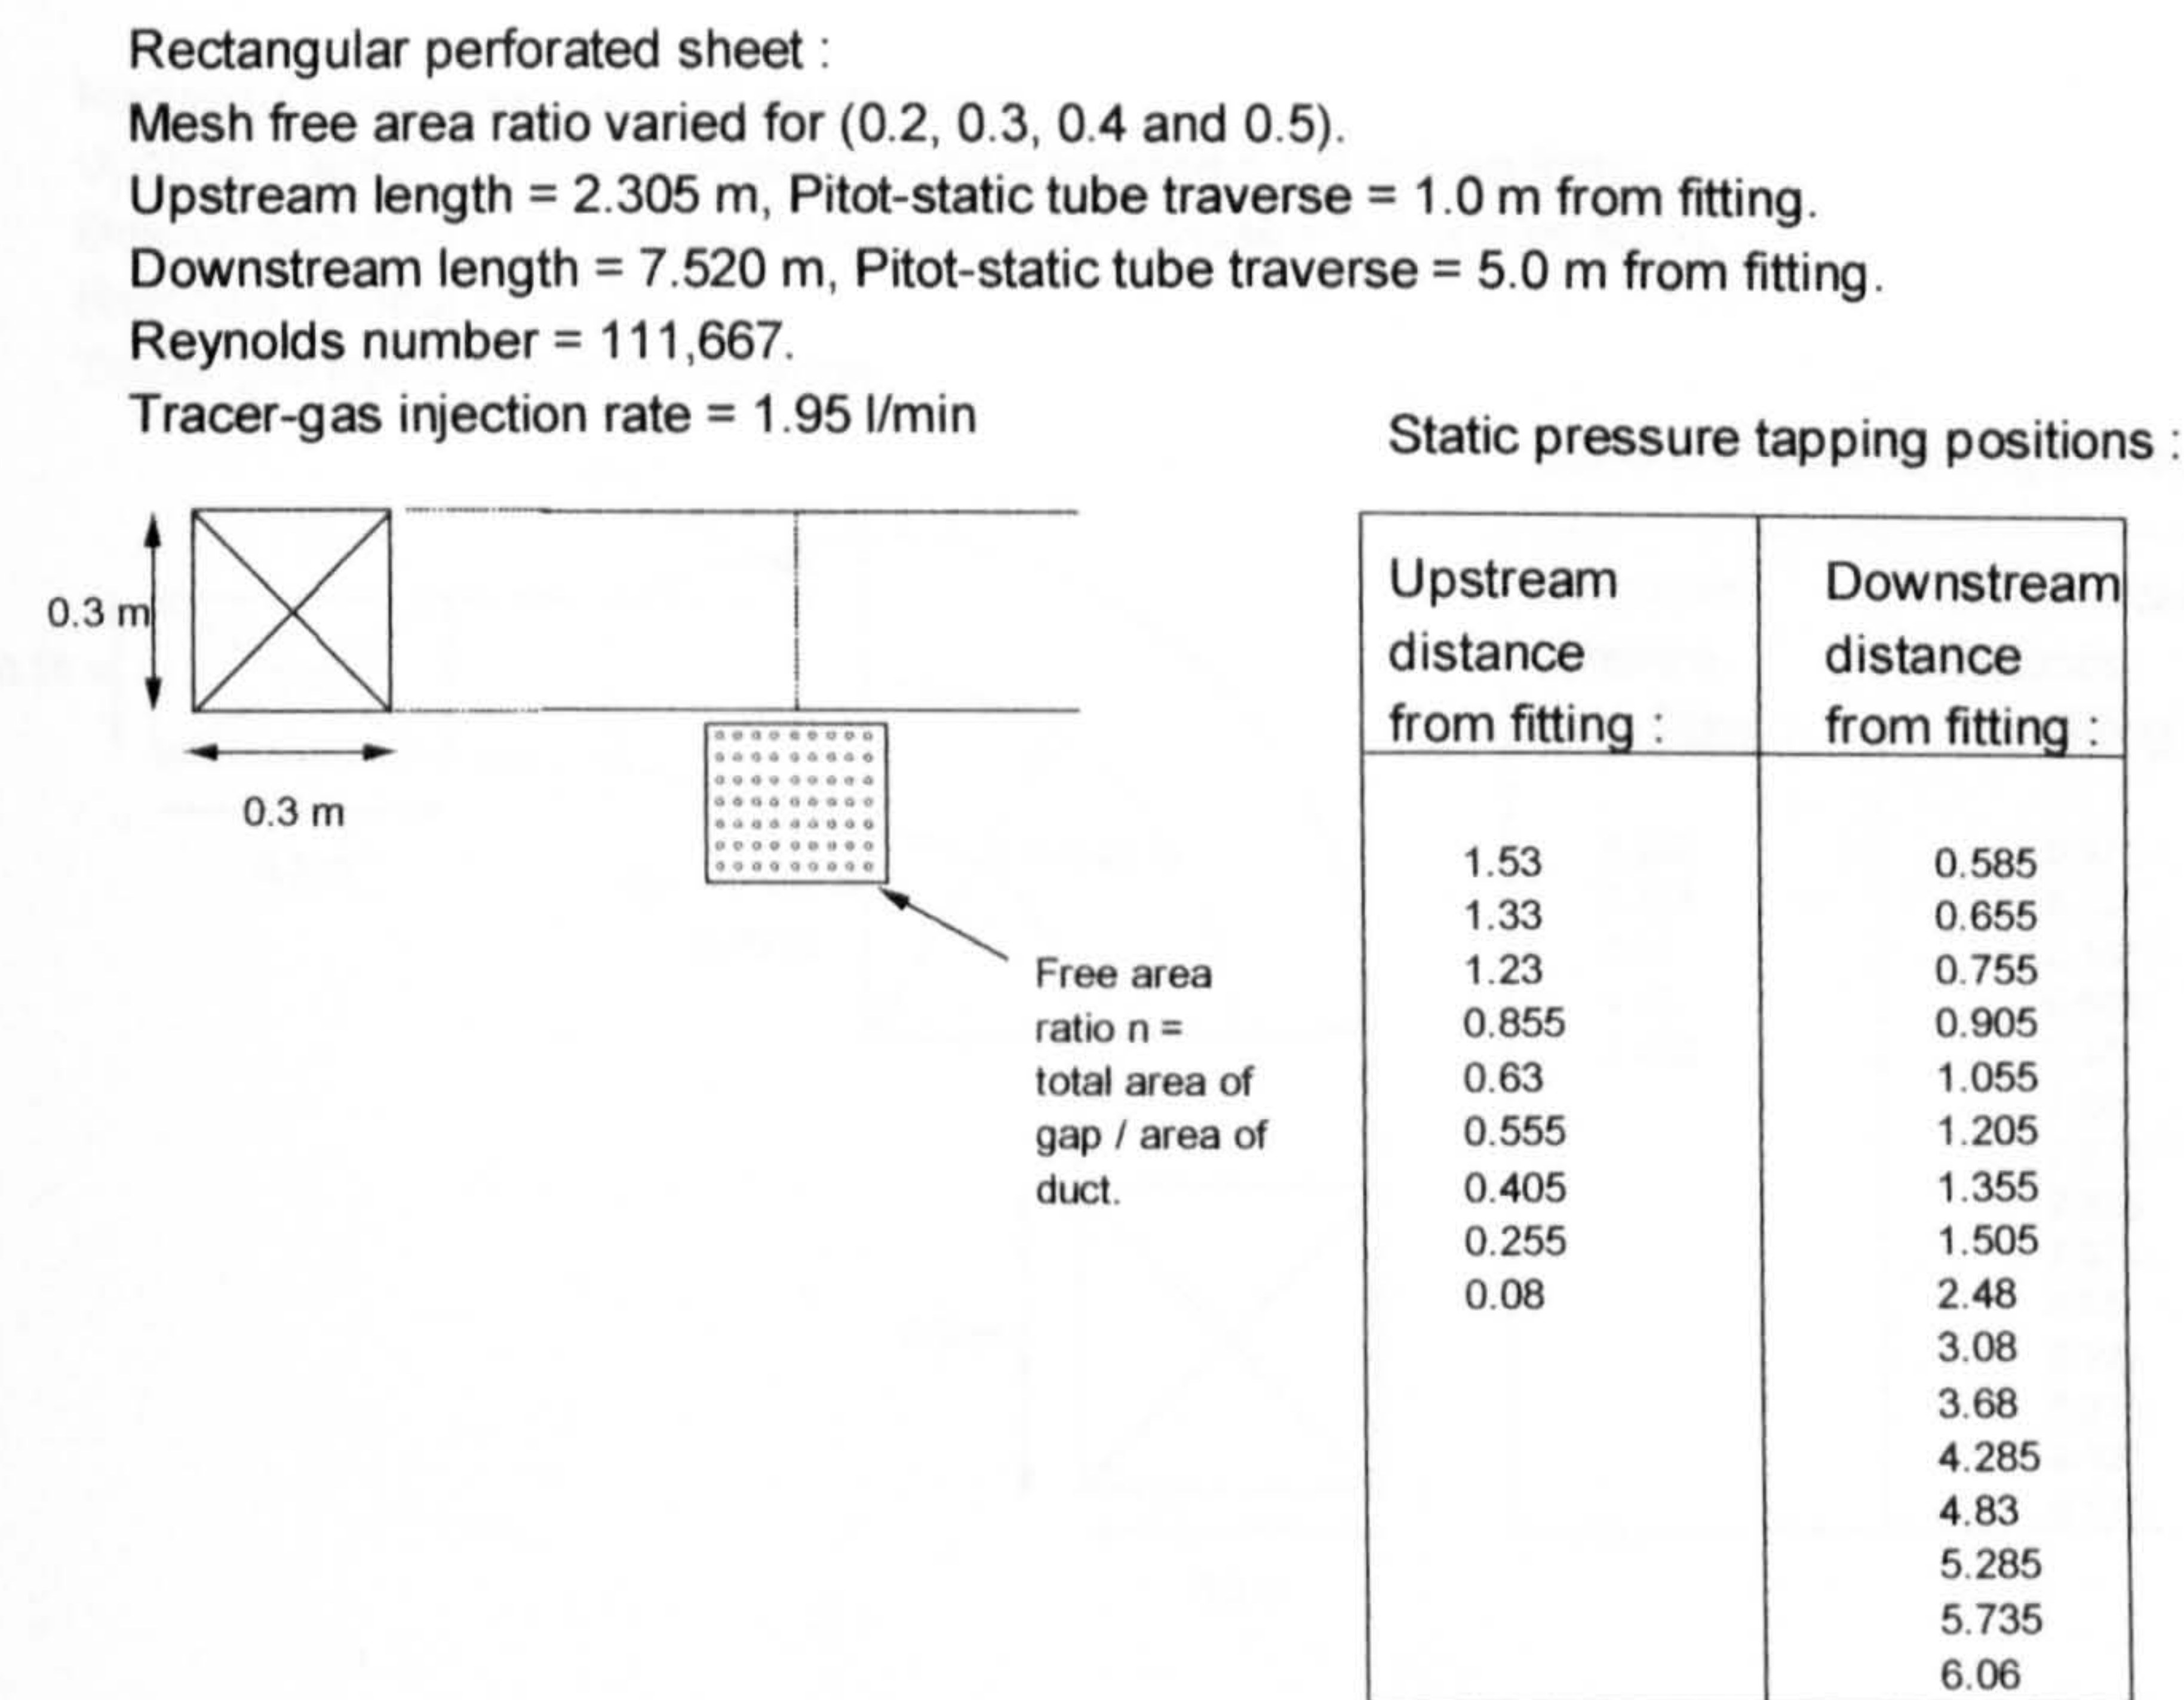 Rectangular perforated sheet :
Mesh free area ratio varied for (0.2, 0.3, 0.4 and 0.5).
Upstream length = 2.305 m, Pitot-static tube traverse = 1.0 m from fitting.
Downstream length = 7.520 m, Pitot-static tube traverse = 5.0 m from fitting.
Reynolds number = 111,667.
Tracer-gas injection rate = 1.95 l/min
0.3 m
0.3 m
Free area
ratio n =
total area of
gap / area of
duct.
Static pressure tapping positions :
Upstream
distance
from fitting :
Downstream
distance
from fitting :
1.53 0.585
1.33 0.655
1.23 0.755
0.855 0.905
0.63 1.055
0.555 1.205
0.405 1.355
0.255 1.505
0.08 2.48
3.08
3.68
4.285
4.83
5.285
5.735
6.06